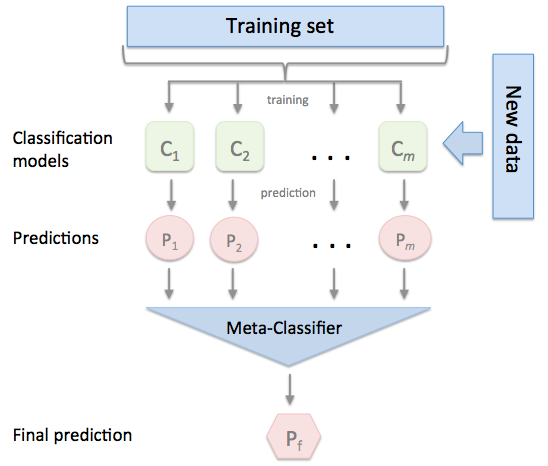 Training set
training
New data
Classification
models
C1 C2 . . . Cm
prediction
Predictions
P1 P2 . . . Pm
Meta-Classifier
Final prediction
Pf